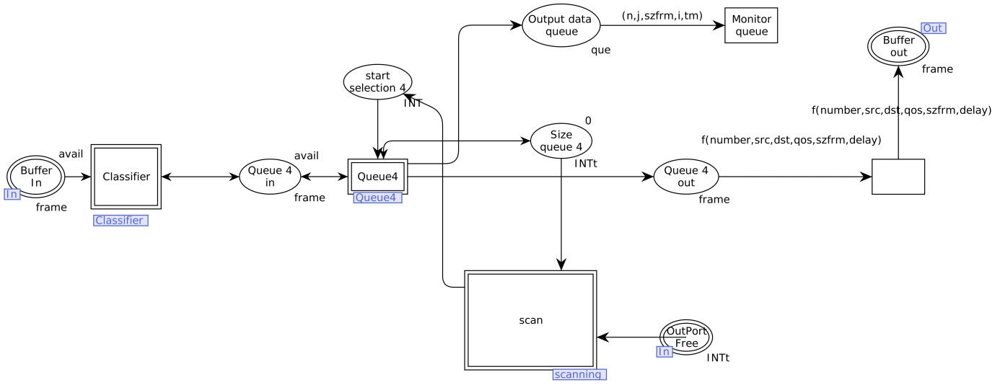 Output data
queue
(n,j,szfrm,i,tm)
Monitor
queue
que
Out
Buffer
out
frame
start
selection 4
INT
f(number,src,dst,qos,szfrm,delay)
0
Size
queue 4
INTt
f(number,src,dst,qos,szfrm,delay)
avail
Buffer
In
In
frame
Classifier
Classifier
avail
Queue 4
in
frame
Queue4
Queue4
Queue 4
out
frame
scan
scanning
OutPort
Free
In
INTt